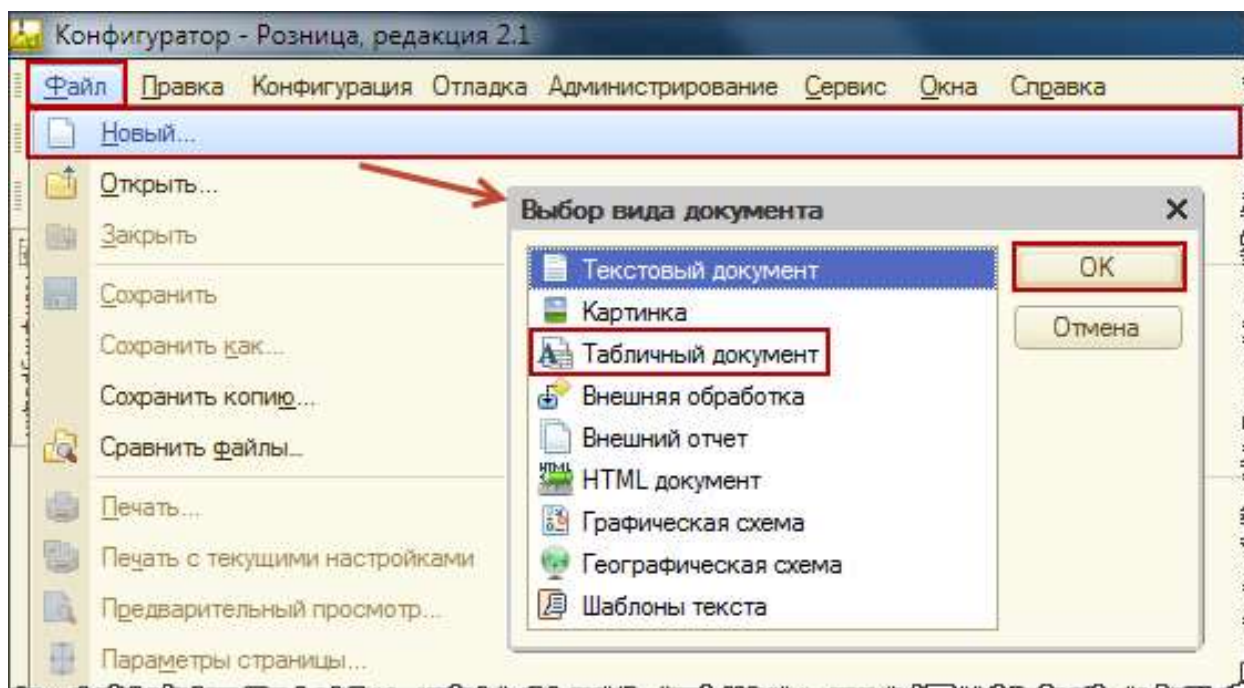 Конфигуратор - Розница, редакция 2.1
Файл Правка Конфигурация Отладка Администрирование Сервис Окна Справка
Новый...
Открыть...
Закрыть
Сохранить
Сохранить как...
Сохранить копию...
Сравнить файлы...
Печать...
Печать с текущими настройками
Предварительный просмотр...
Параметры страницы...
Выбор вида документа
Текстовый документ
Картинка
Табличный документ
Внешняя обработка
Внешний отчет
HTML документ
Графическая схема
Географическая схема
Шаблоны текста
OK
Отмена